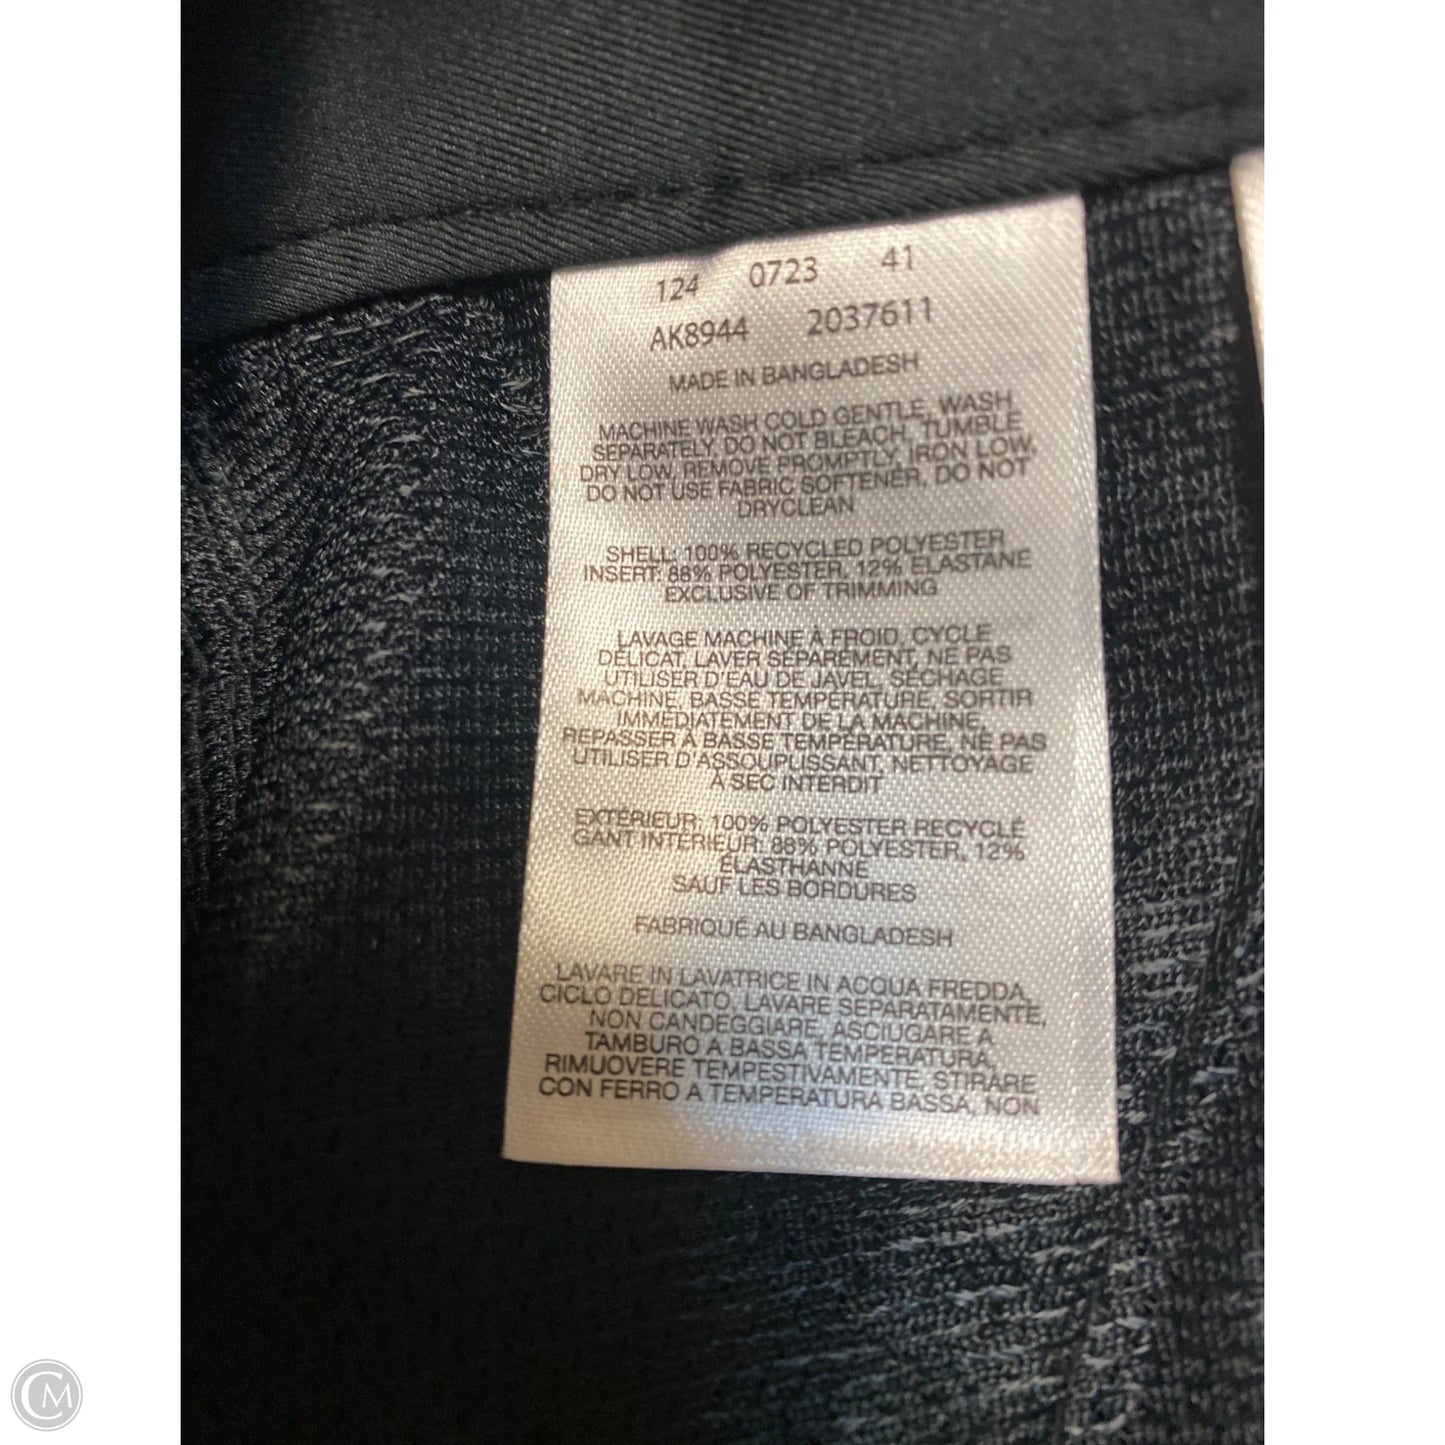 124 0723 41
AK8944 2037611
MADE IN BANGLADESH
MACHINE WASH COLD GENTLE, WASH
SEPARATELY, DO NOT BLEACH, TUMBLE
DRY LOW, REMOVE PROMPTLY, IRON LOW,
DO NOT USE FABRIC SOFTENER, DO NOT
DRYCLEAN
SHELL: 100% RECYCLED POLYESTER
INSERT: 88% POLYESTER, 12% ELASTANE
EXCLUSIVE OF TRIMMING
LAVAGE MACHINE À FROID, CYCLE
DÉLICAT, LAVER SÉPARÉMENT, NE PAS
UTILISER D'EAU DE JAVEL, SÉCHAGE
MACHINE, BASSE TEMPÉRATURE, SORTIR
IMMÉDIATEMENT DE LA MACHINE,
REPASSER À BASSE TEMPÉRATURE, NE PAS
UTILISER D'ASSOUPLISSANT, NETTOYAGE
À SEC INTERDIT
EXTÉRIEUR: 100% POLYESTER RECYCLÉ
GANT INTÉRIEUR: 88% POLYESTER, 12%
ÉLASTHANNE
SAUF LES BORDURES
FABRIQUÉ AU BANGLADESH
LAVARE IN LAVATRICE IN ACQUA FREDDA,
CICLO DELICATO, LAVARE SEPARATAMENTE,
NON CANDEGGIARE, ASCIUGARE A
TAMBURO A BASSA TEMPERATURA,
RIMUOVERE TEMPESTIVAMENTE, STIRARE
CON FERRO A TEMPERATURA BASSA, NON
CM